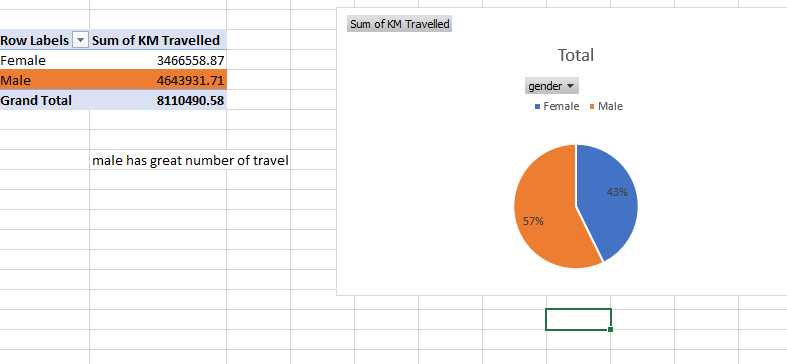 Row Labels Sum of KM Travelled
Female 3466558.87
Male 4643931.71
Grand Total 8110490.58
male has great number of travel
Sum of KM Travelled
Total
gender
Female Male
43%
57%